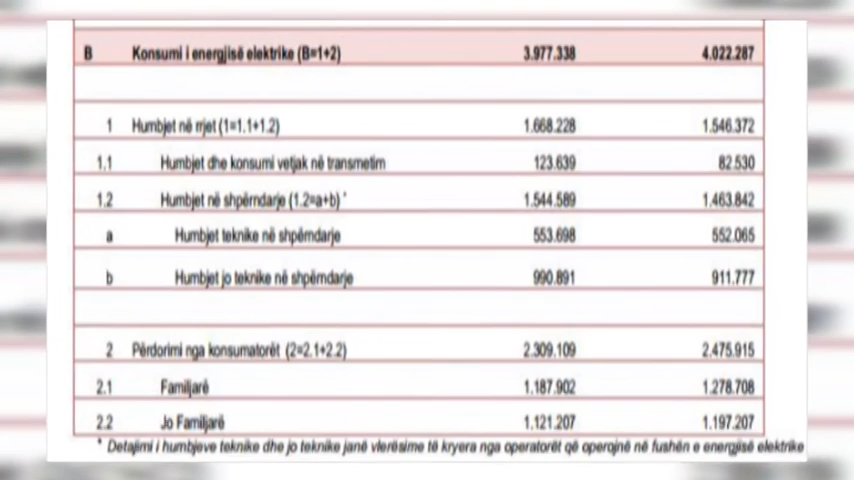 B Konsumi i energjisë elektrike (B=1+2) 3.977.338 4.022.287
1 Humbjet në rrjet (1=1.1+1.2) 1.668.228 1.546.372
1.1 Humbjet dhe konsumi vetjak në transmetim 123.639 82.530
1.2 Humbjet në shpërndarje (1.2=a+b) * 1.544.589 1.463.842
a Humbjet teknike në shpërndarje 553.698 552.065
b Humbjet jo teknike në shpërndarje 990.891 911.777
2 Përdorimi nga konsumatorët (2=2.1+2.2) 2.309.109 2.475.915
2.1 Familjarë 1.187.902 1.278.708
2.2 Jo Familjarë 1.121.207 1.197.207
* Detajimi i humbjeve teknike dhe jo teknike janë vlerësime të kryera nga operatorët që operojnë në fushën e energjisë elektrike